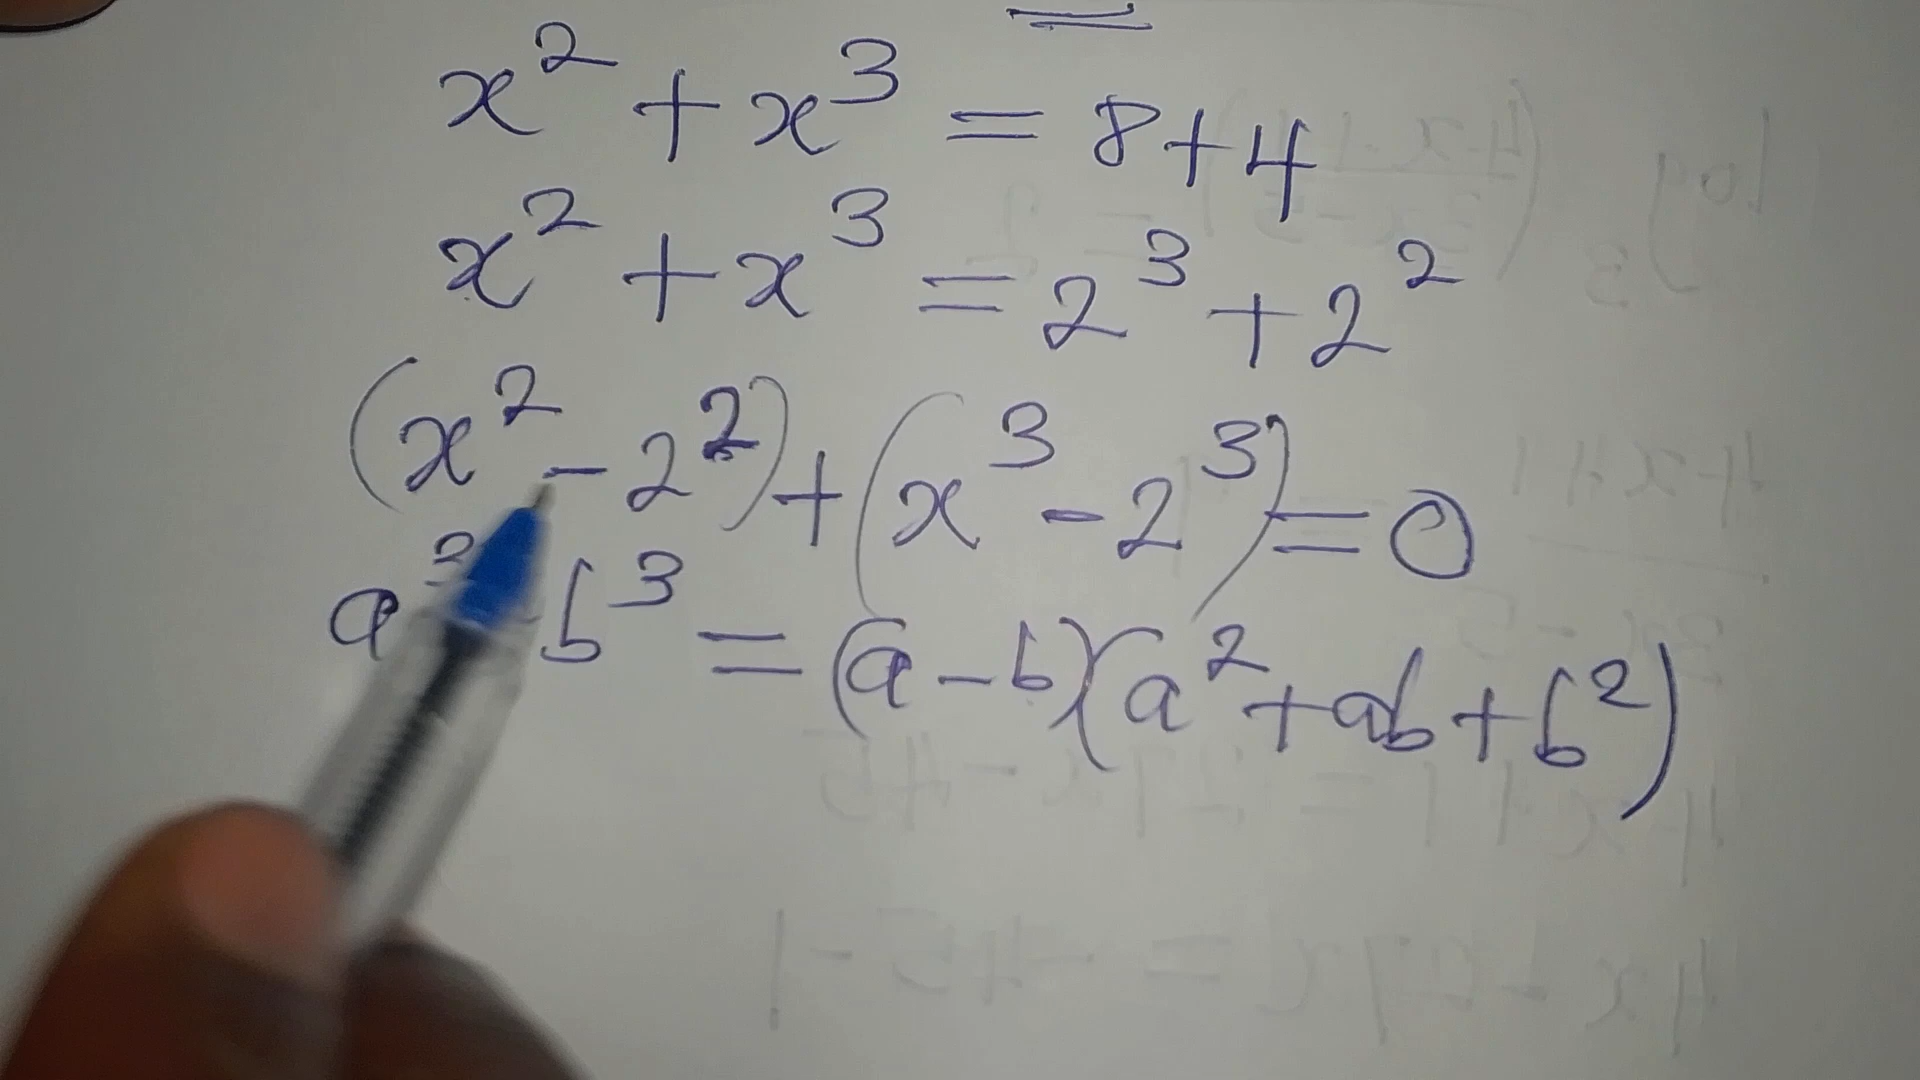 x² + x³ = 8+4
x² + x³ = 2³ + 2²
(x² - 2²) + (x³ - 2³) = 0
a³ b³ = (a-b)(a²+ab+b²)